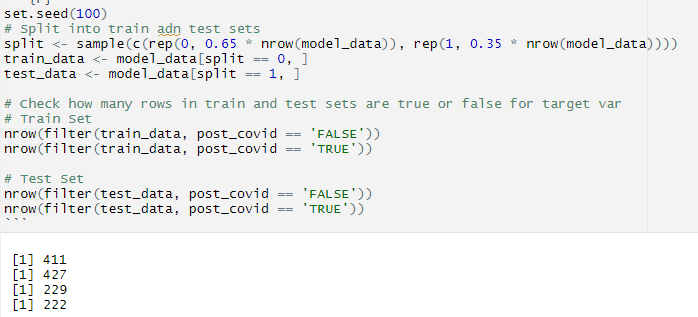 set.seed(100)
# Split into train adn test sets
split <- sample(c(rep(0, 0.65 * nrow(model_data)), rep(1, 0.35 * nrow(model_data))))
train_data <- model_data[split == 0, ]
test_data <- model_data[split == 1, ]
# Check how many rows in train and test sets are true or false for target var
# Train Set
nrow(filter(train_data, post_covid == 'FALSE'))
nrow(filter(train_data, post_covid == 'TRUE'))
# Test Set
nrow(filter(test_data, post_covid == 'FALSE'))
nrow(filter(test_data, post_covid == 'TRUE'))
```
[1] 411
[1] 427
[1] 229
[1] 222